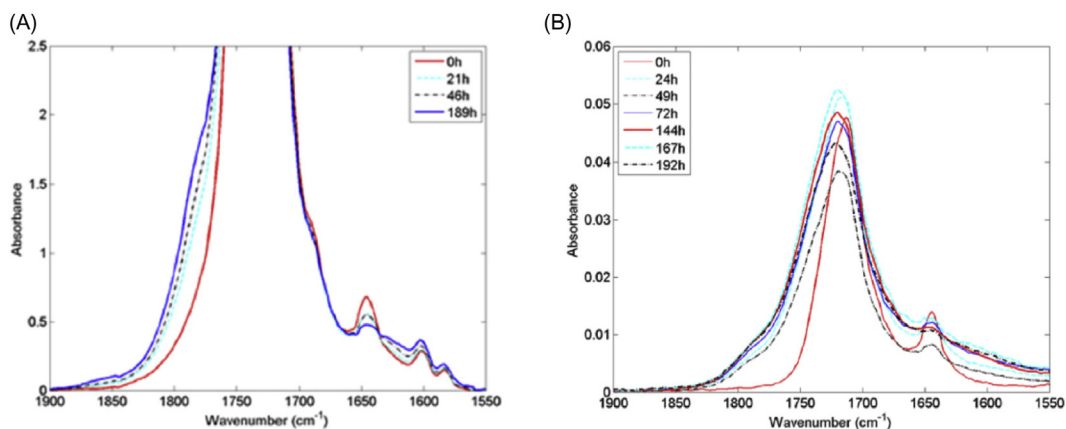 (A)
2.5
2
1.5
1
0.5
0
Absorbance
1900 1850 1800 1750 1700 1650 1600 1550
Wavenumber (cm-1)
0h
21h
46h
189h
(B)
0.06
0.05
0.04
0.03
0.02
0.01
0
Absorbance
1900 1850 1800 1750 1700 1650 1600 1550
Wavenumber (cm-1)
0h
24h
49h
72h
144h
167h
192h